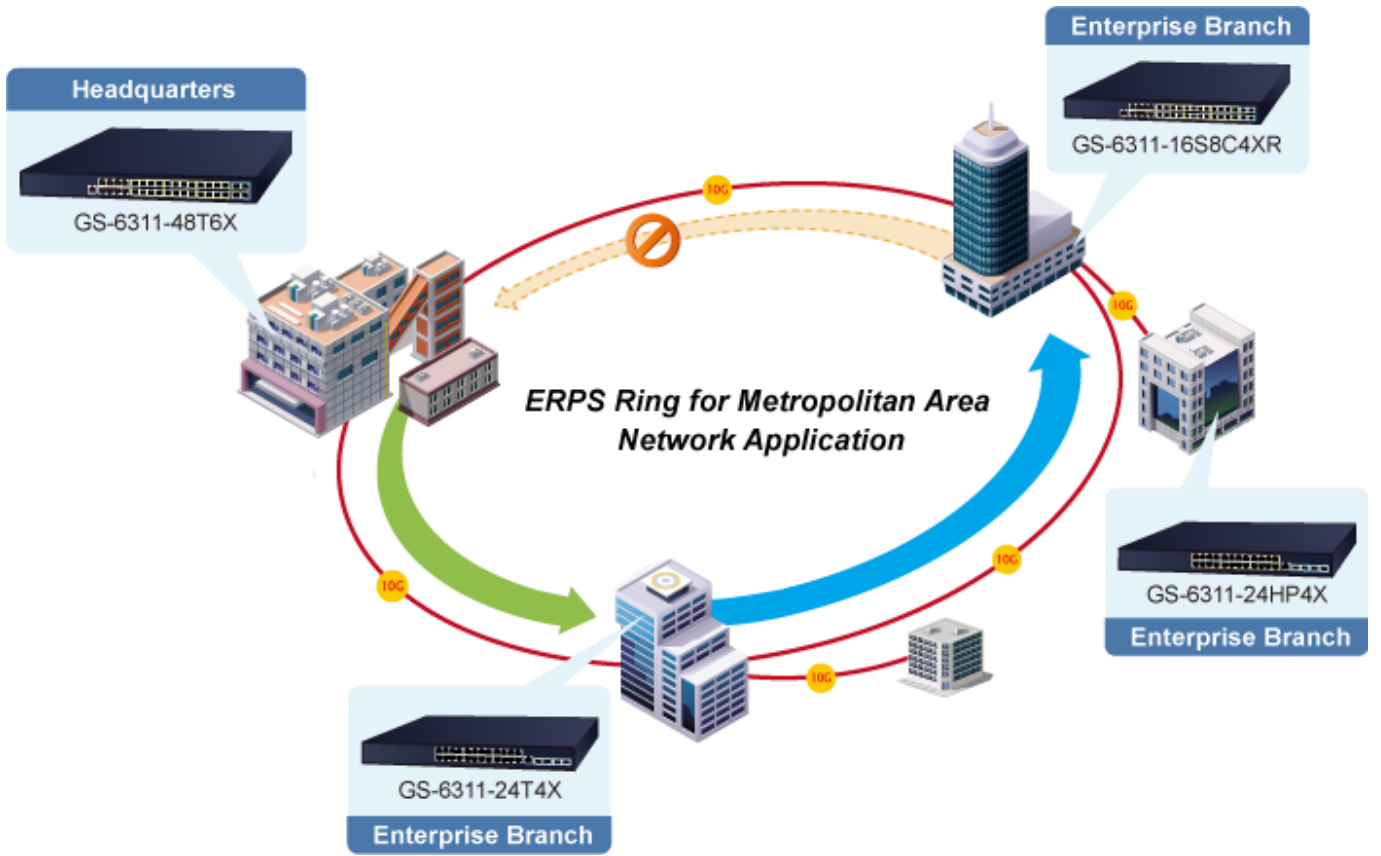 Enterprise Branch
GS-6311-16S8C4XR
Headquarters
GS-6311-48T6X
10G
10G
ERPS Ring for Metropolitan Area
Network Application
GS-6311-24HP4X
Enterprise Branch
10G
10G
10G
GS-6311-24T4X
Enterprise Branch